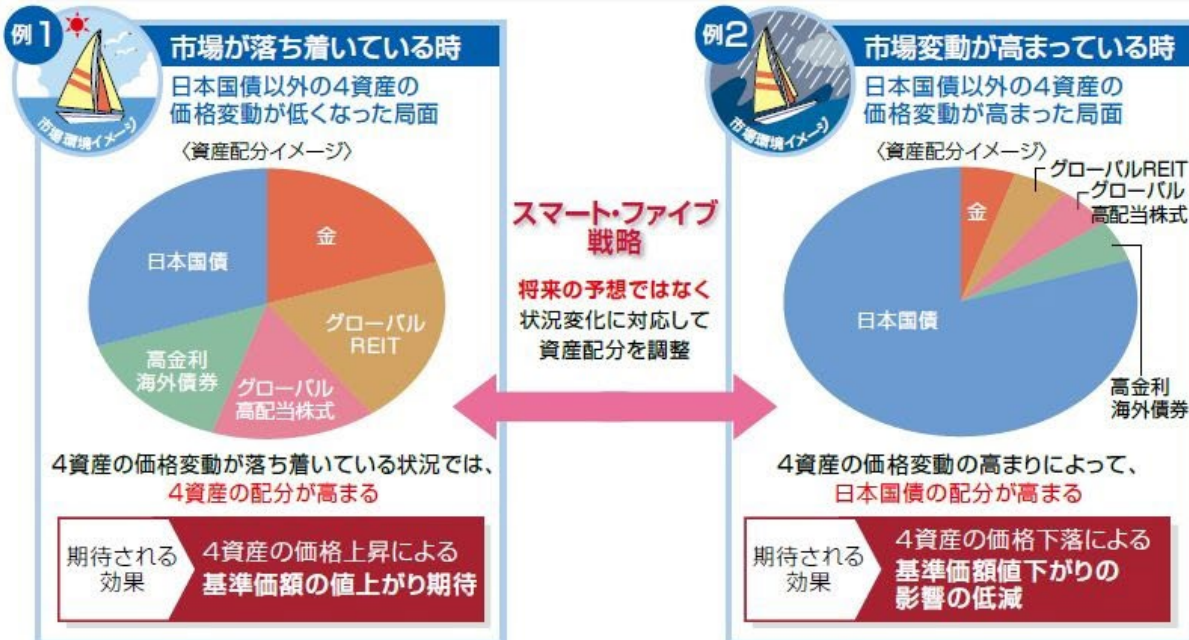 例1
市場が落ち着いている時
日本国債以外の4資産の
価格変動が低くなった局面
市場環境イメージ
〈資産配分イメージ〉
金
グローバル
REIT
グローバル
高配当株式
高金利
海外債券
日本国債
4資産の価格変動が落ち着いている状況では、
4資産の配分が高まる
期待される
効果
4資産の価格上昇による
基準価額の値上がり期待
スマート・ファイブ
戦略
将来の予想ではなく
状況変化に対応して
資産配分を調整
例2
市場変動が高まっている時
日本国債以外の4資産の
価格変動が高まった局面
市場環境イメージ
〈資産配分イメージ〉
金
グローバルREIT
グローバル
高配当株式
高金利
海外債券
日本国債
4資産の価格変動の高まりによって、
日本国債の配分が高まる
期待される
効果
4資産の価格下落による
基準価額値下がりの
影響の低減